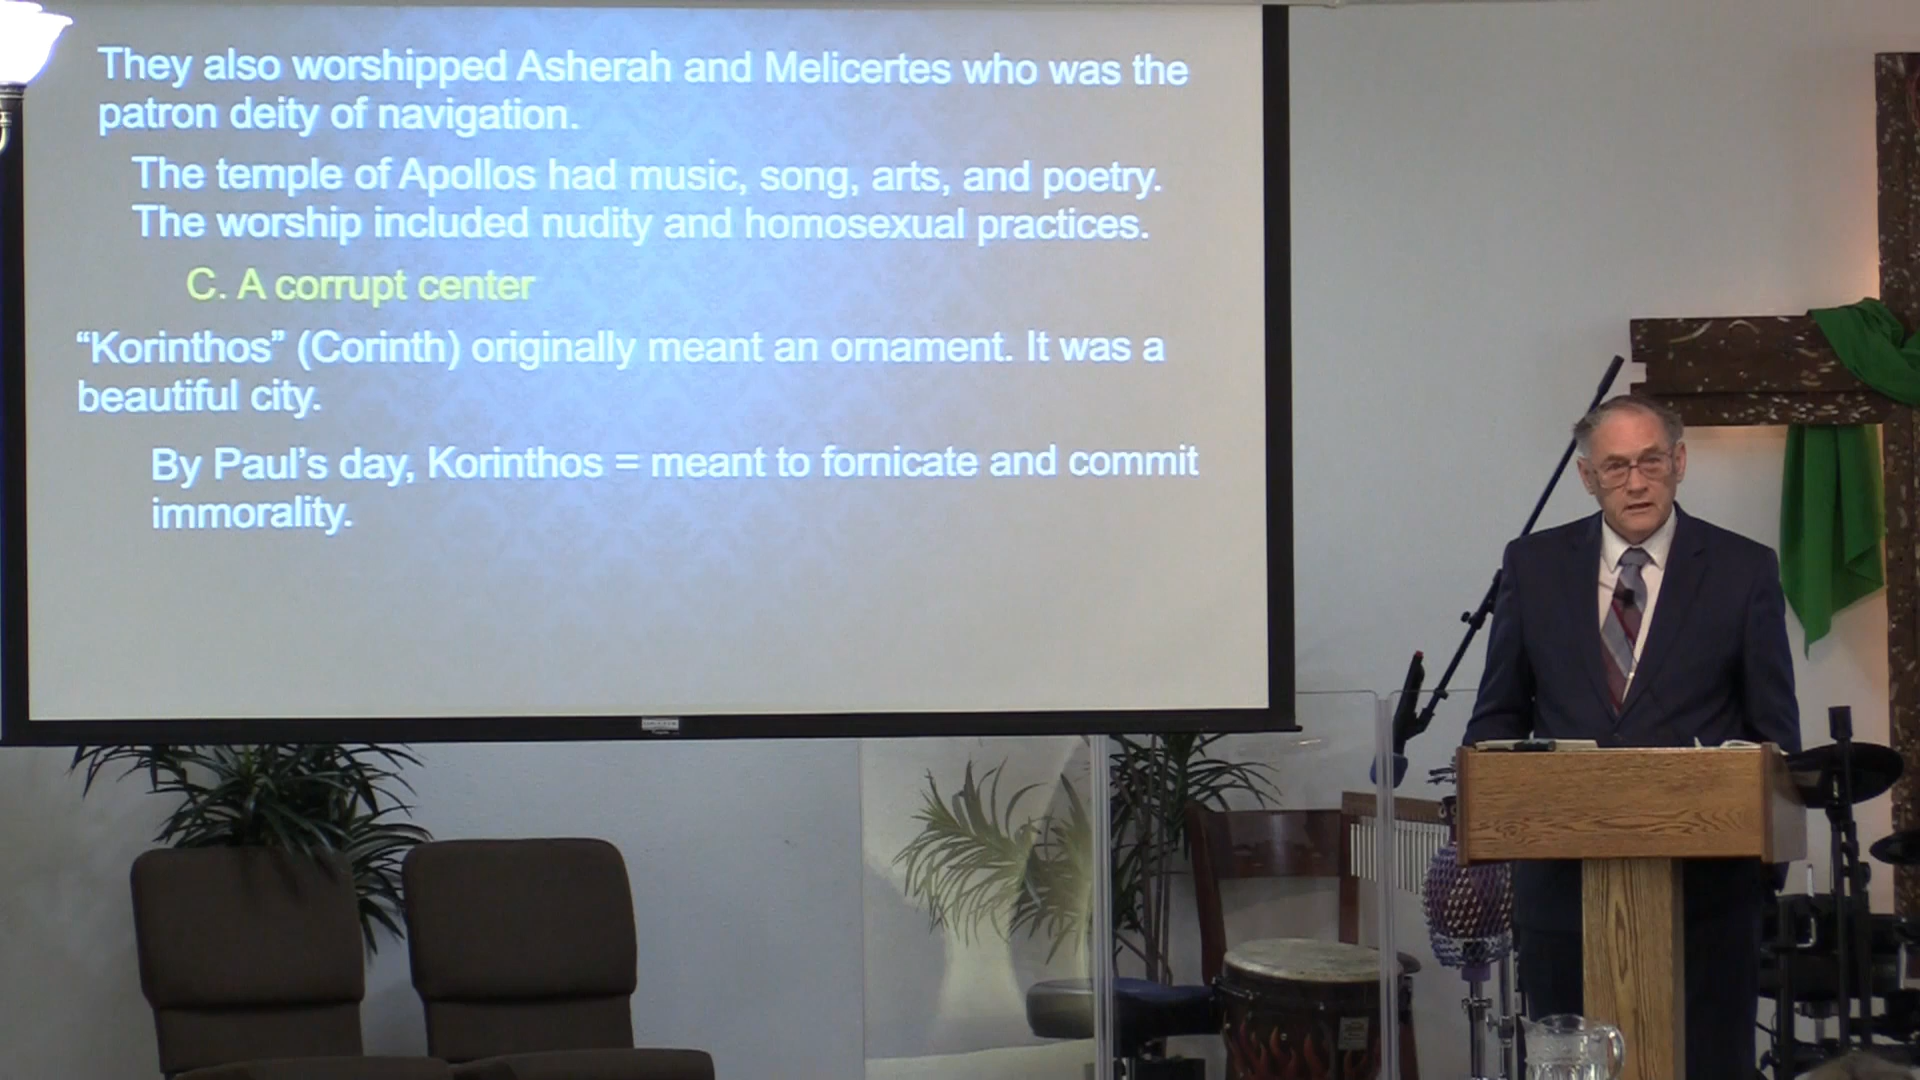 They also worshipped Asherah and Melicertes who was the
patron deity of navigation.
The temple of Apollos had music, song, arts, and poetry.
The worship included nudity and homosexual practices.
C. A corrupt center
“Korinthos” (Corinth) originally meant an ornament. It was a
beautiful city.
By Paul’s day, Korinthos = meant to fornicate and commit
immorality.